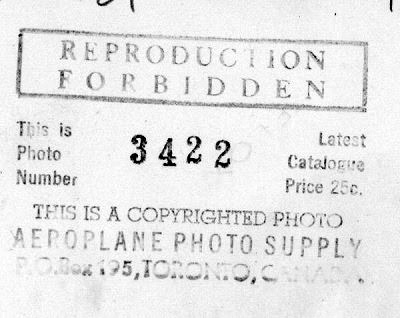 REPRODUCTION
FORBIDDEN
This is
Photo
Number
3422
Latest
Catalogue
Price 25c.
THIS IS A COPYRIGHTED PHOTO
AEROPLANE PHOTO SUPPLY
P.O.Box 195, TORONTO, CANADA.